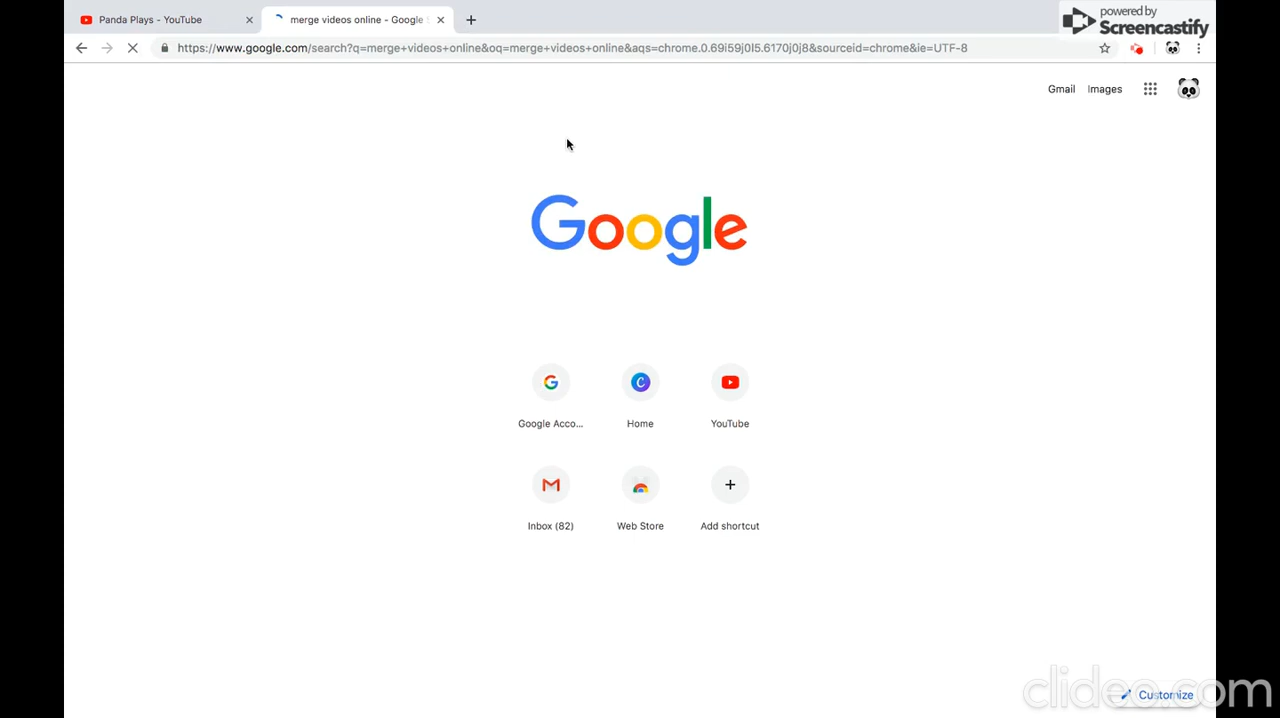 Panda Plays - YouTube
merge videos online - Google
powered by
Screencastify
https://www.google.com/search?q=merge+videos+online&oq=merge+videos+online&aqs=chrome.0.69i59j0l5.6170j0j8&sourceid=chrome&ie=UTF-8
Gmail Images
Google
Google Acco... Home YouTube
Inbox (82) Web Store Add shortcut
Customize
clideo.com